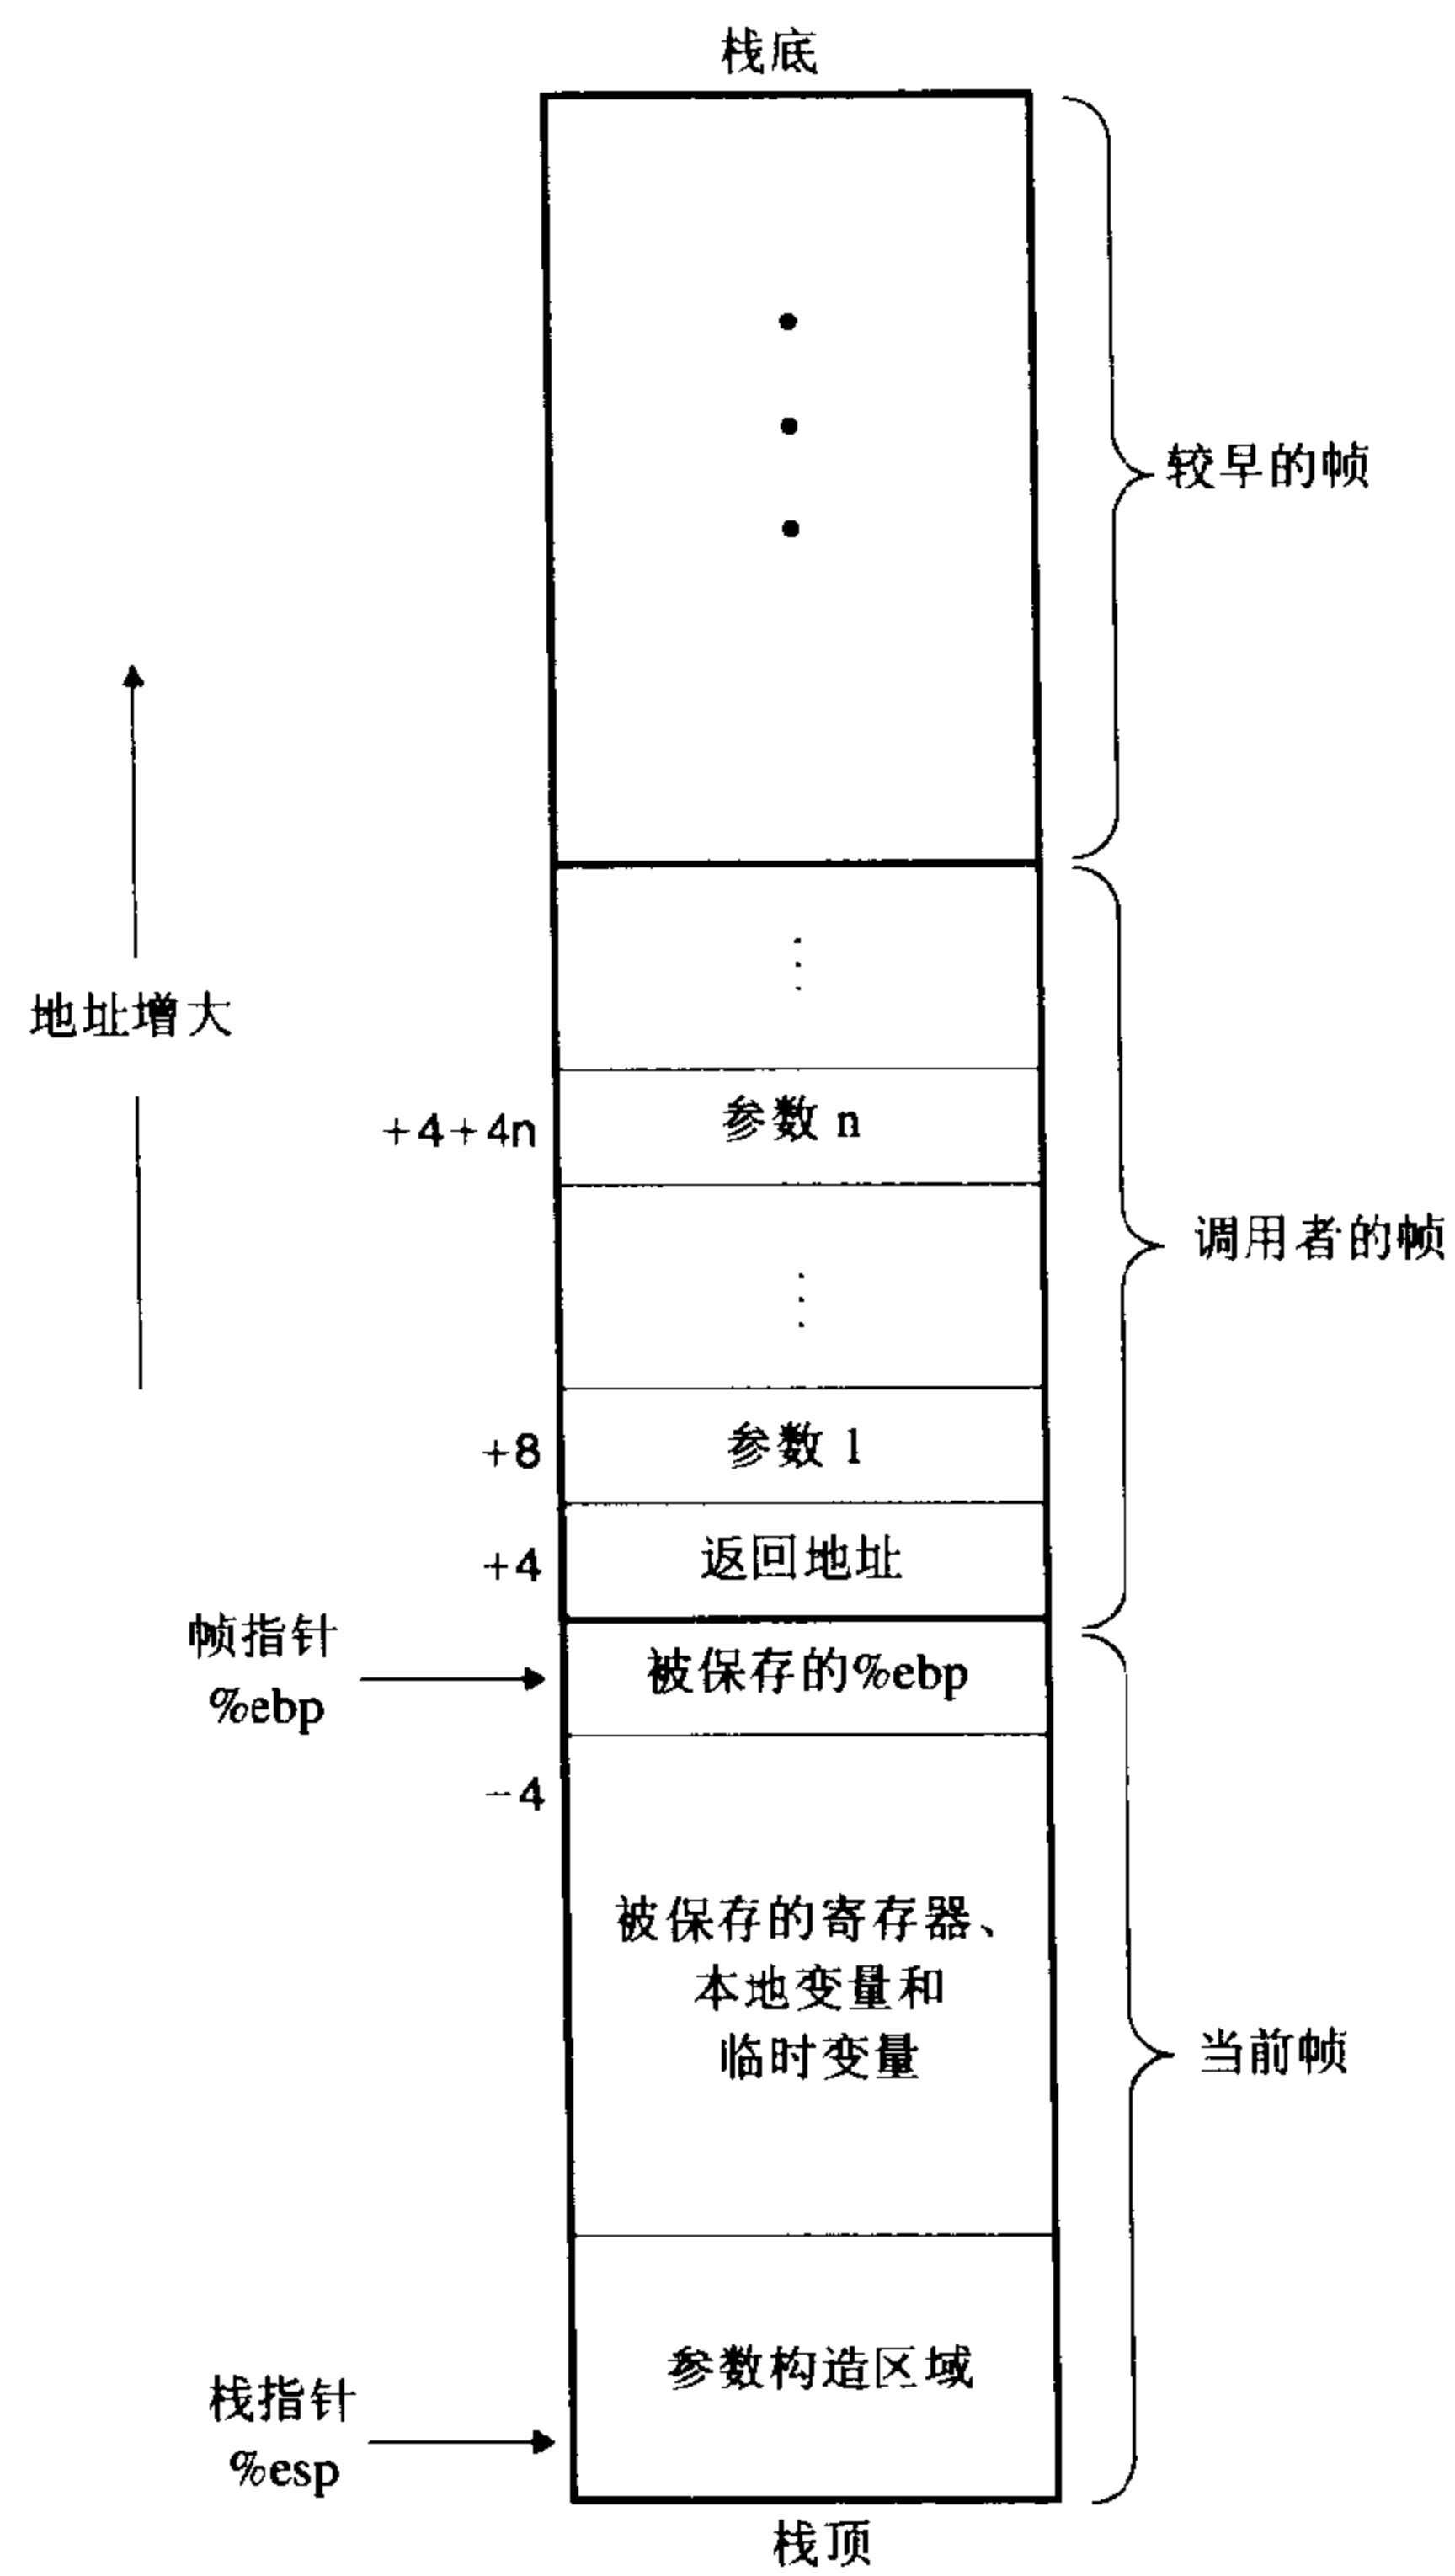 栈底
较早的帧
地址增大
+4+4n
参数 n
调用者的帧
+8
参数 1
+4
返回地址
帧指针
%ebp
被保存的%ebp
-4
被保存的寄存器、
本地变量和
临时变量
当前帧
参数构造区域
栈指针
%esp
栈顶